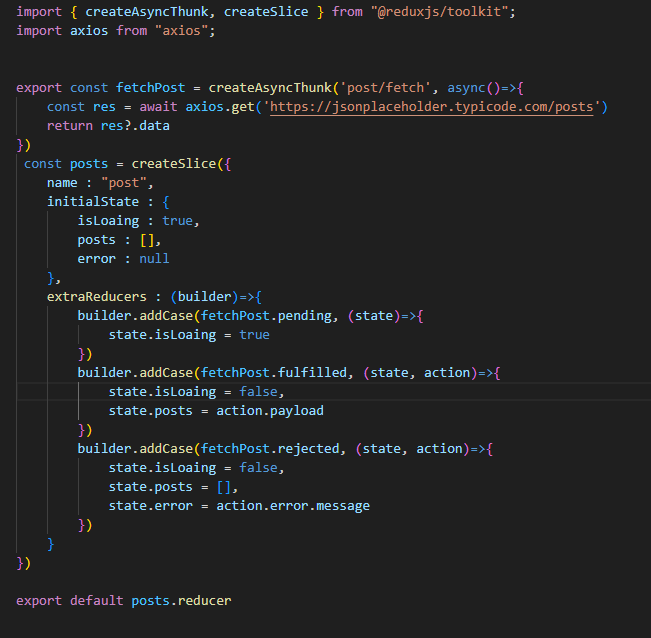 import { createAsyncThunk, createSlice } from "@reduxjs/toolkit";
import axios from "axios";
export const fetchPost = createAsyncThunk('post/fetch', async()=>{
    const res = await axios.get('https://jsonplaceholder.typicode.com/posts')
    return res?.data
})
 const posts = createSlice({
    name : "post",
    initialState : {
        isLoaing : true,
        posts : [],
        error : null
    },
    extraReducers : (builder)=>{
        builder.addCase(fetchPost.pending, (state)=>{
            state.isLoaing = true
        })
        builder.addCase(fetchPost.fulfilled, (state, action)=>{
            state.isLoaing = false,
            state.posts = action.payload
        })
        builder.addCase(fetchPost.rejected, (state, action)=>{
            state.isLoaing = false,
            state.posts = [],
            state.error = action.error.message
        })
    }
})
export default posts.reducer